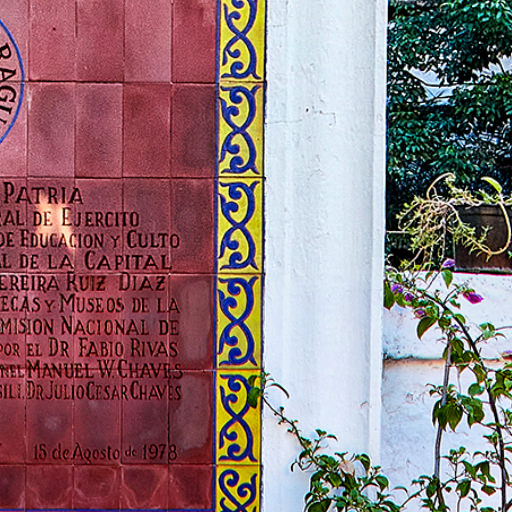 RAGU
PATRIA
RAL DE EJERCITO
DE EDUCACION Y CULTO
AL DE LA CAPITAL
EREIRA RUIZ DIAZ
ECAS Y MUSEOS DE LA
MISION NACIONAL DE
POR EL DR FABIO RIVAS
NEL MANUEL W. CHAVES
ILI. DR JULIO CESAR CHAVES
15 de Agosto de 1978